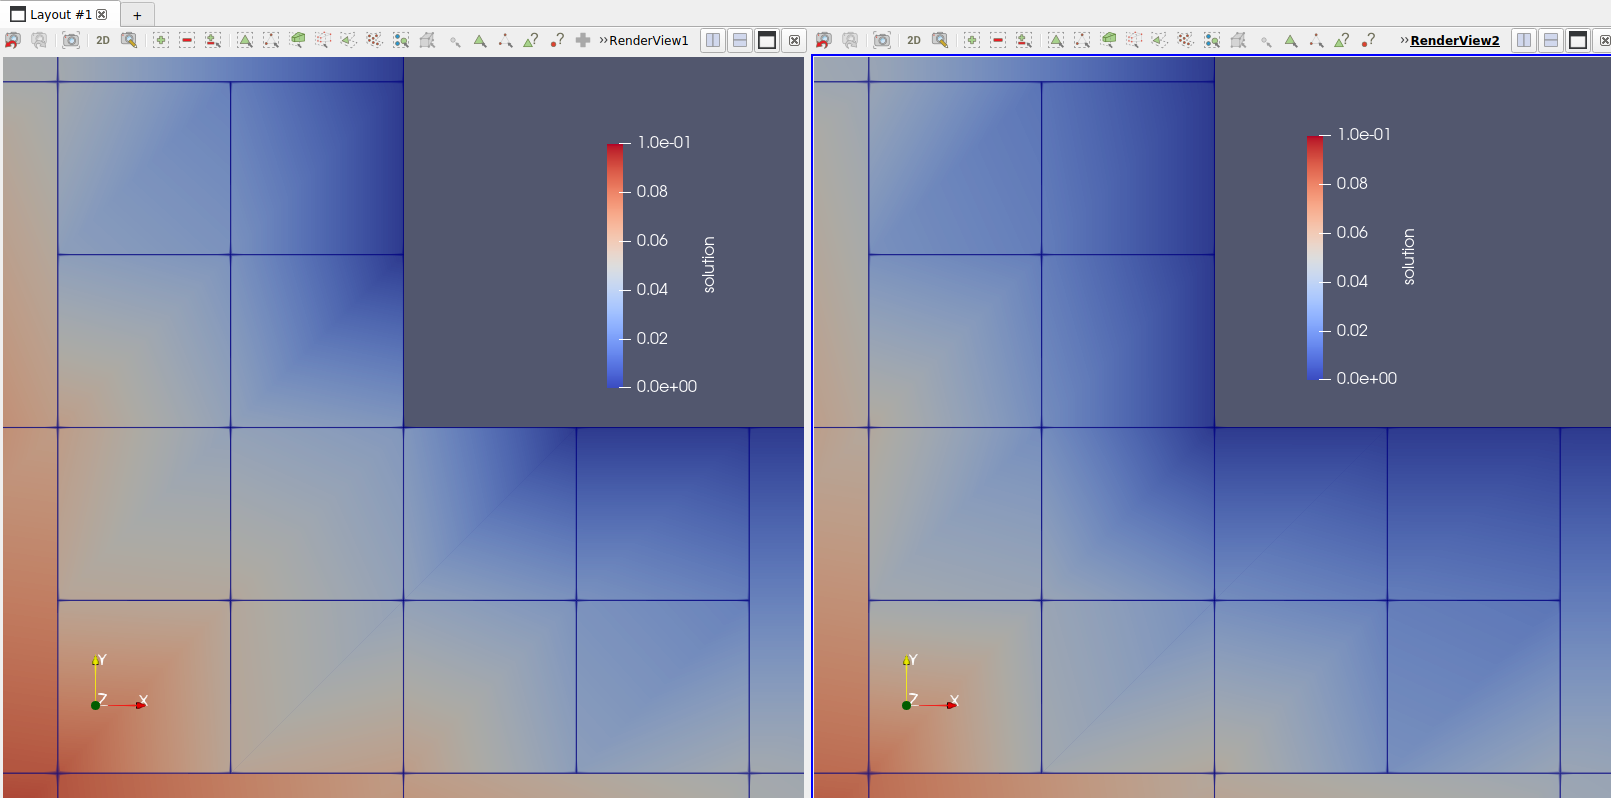 Layout #1
+
2D
?
?
»RenderView1
2D
?
?
»RenderView2
1.0e-01
0.08
0.06
0.04
0.02
0.0e+00
solution
1.0e-01
0.08
0.06
0.04
0.02
0.0e+00
solution
Y
Z
X
Y
Z
X